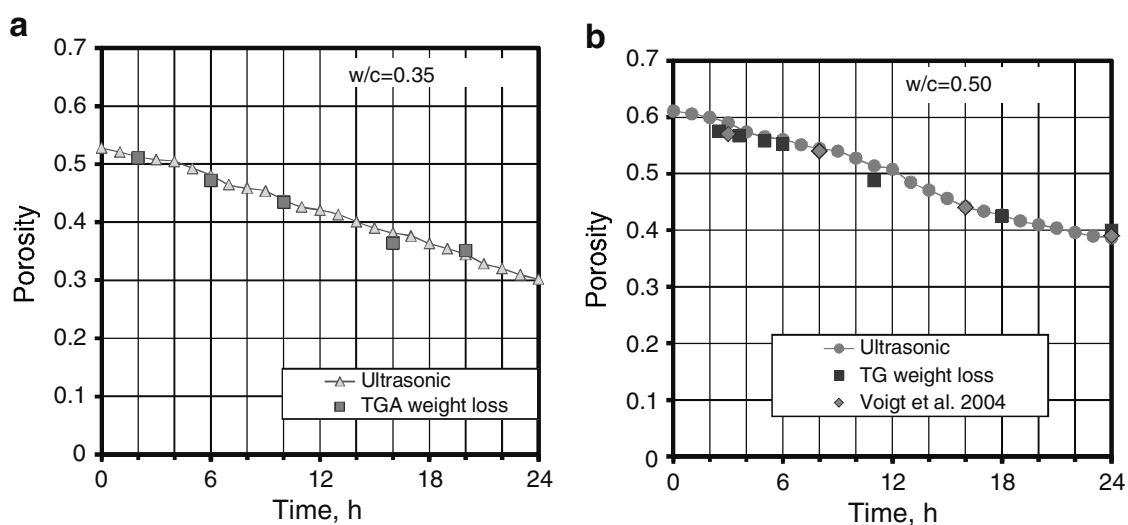 a
0.7
w/c=0.35
0.6
0.5
0.4
0.3
0.2
0.1
0
Porosity
Ultrasonic
TGA weight loss
0 6 12 18 24
Time, h
b
0.7
w/c=0.50
0.6
0.5
0.4
0.3
0.2
0.1
0
Porosity
Ultrasonic
TG weight loss
Voigt et al. 2004
0 6 12 18 24
Time, h